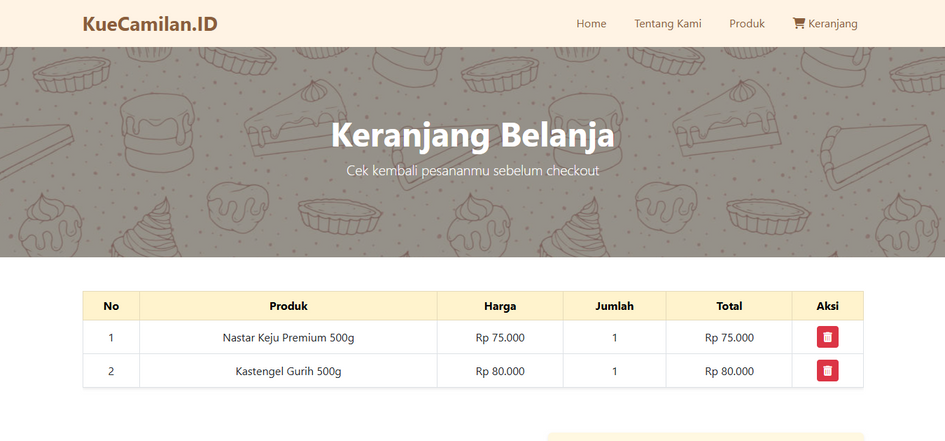 KueCamilan.ID
Home Tentang Kami Produk Keranjang
Keranjang Belanja
Cek kembali pesananmu sebelum checkout
No Produk Harga Jumlah Total Aksi
1 Nastar Keju Premium 500g Rp 75.000 1 Rp 75.000
2 Kastengel Gurih 500g Rp 80.000 1 Rp 80.000